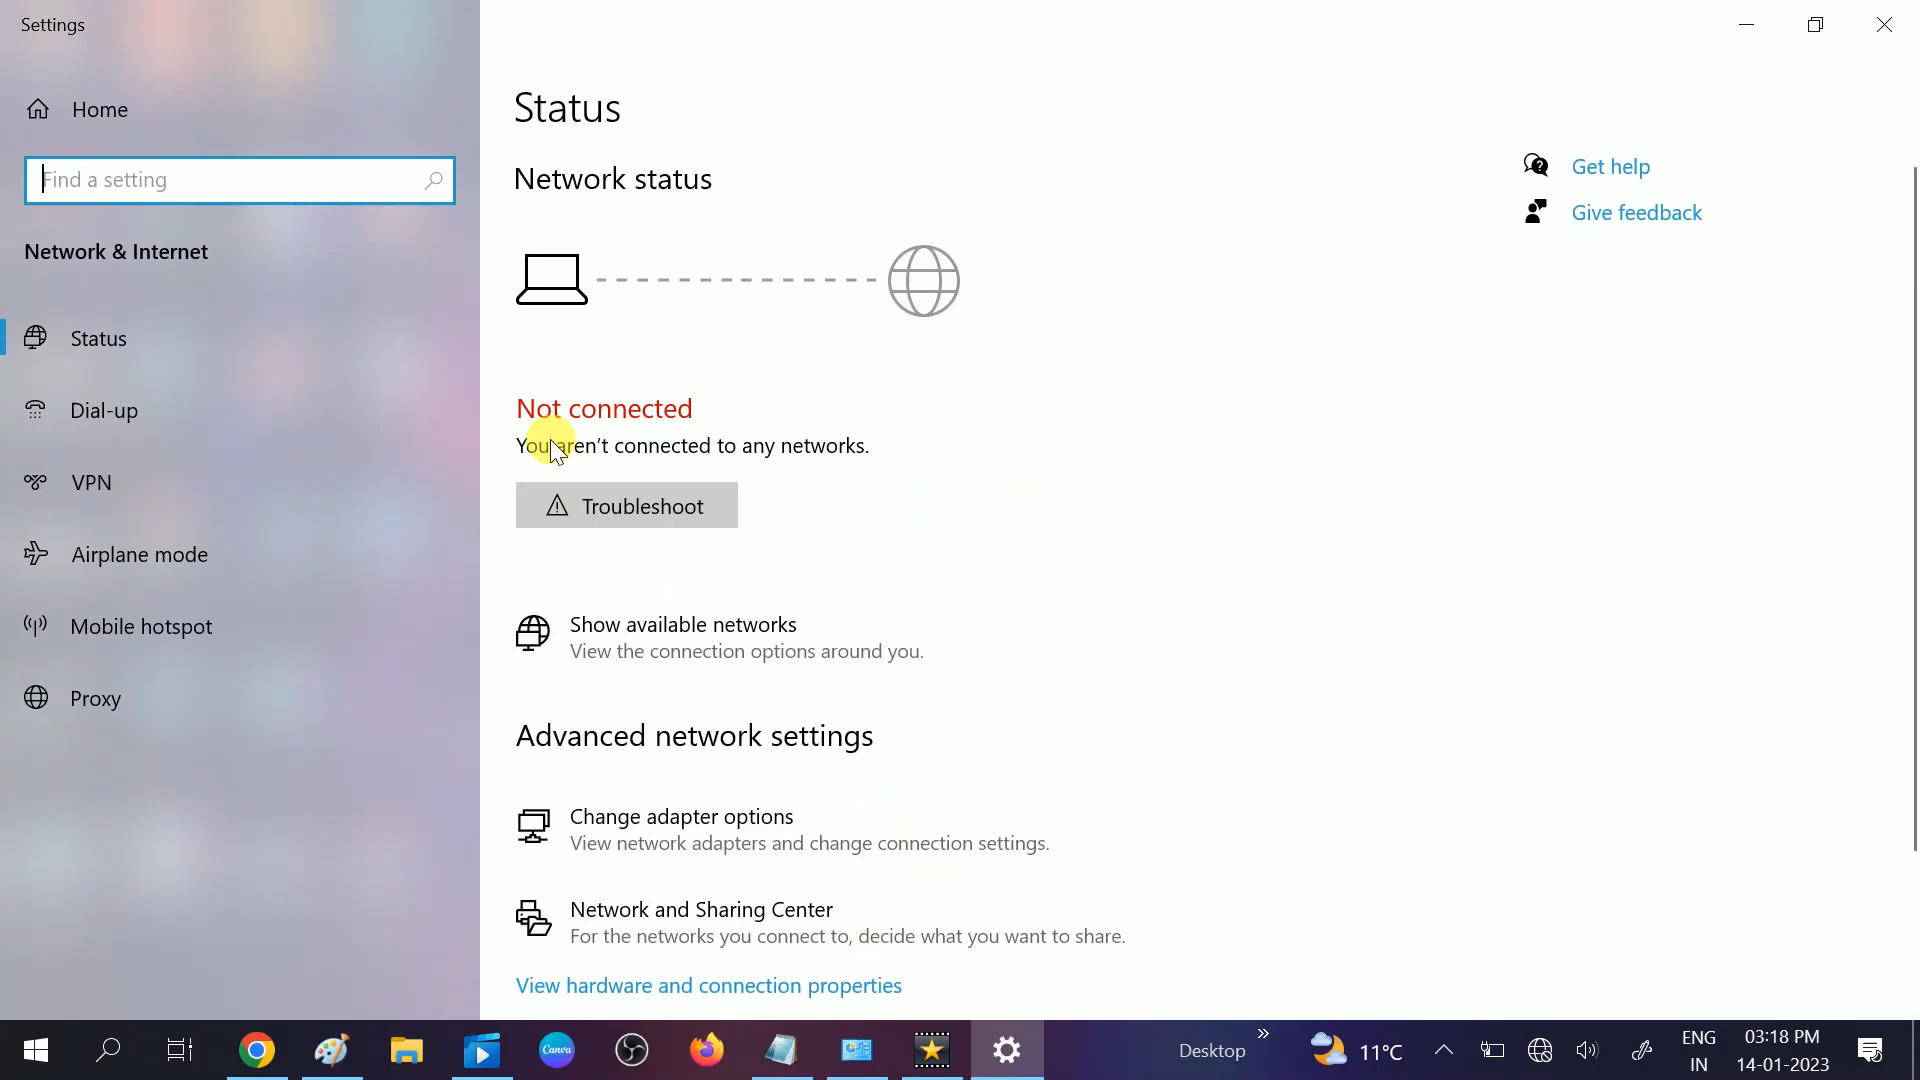 Settings
Home
Find a setting
Network & Internet
Status
Dial-up
VPN
Airplane mode
Mobile hotspot
Proxy
Status
Network status
Not connected
You aren't connected to any networks.
Troubleshoot
Show available networks
View the connection options around you.
Advanced network settings
Change adapter options
View network adapters and change connection settings.
Network and Sharing Center
For the networks you connect to, decide what you want to share.
View hardware and connection properties
Get help
Give feedback
Canva
Desktop
11°C
ENG
IN
03:18 PM
14-01-2023